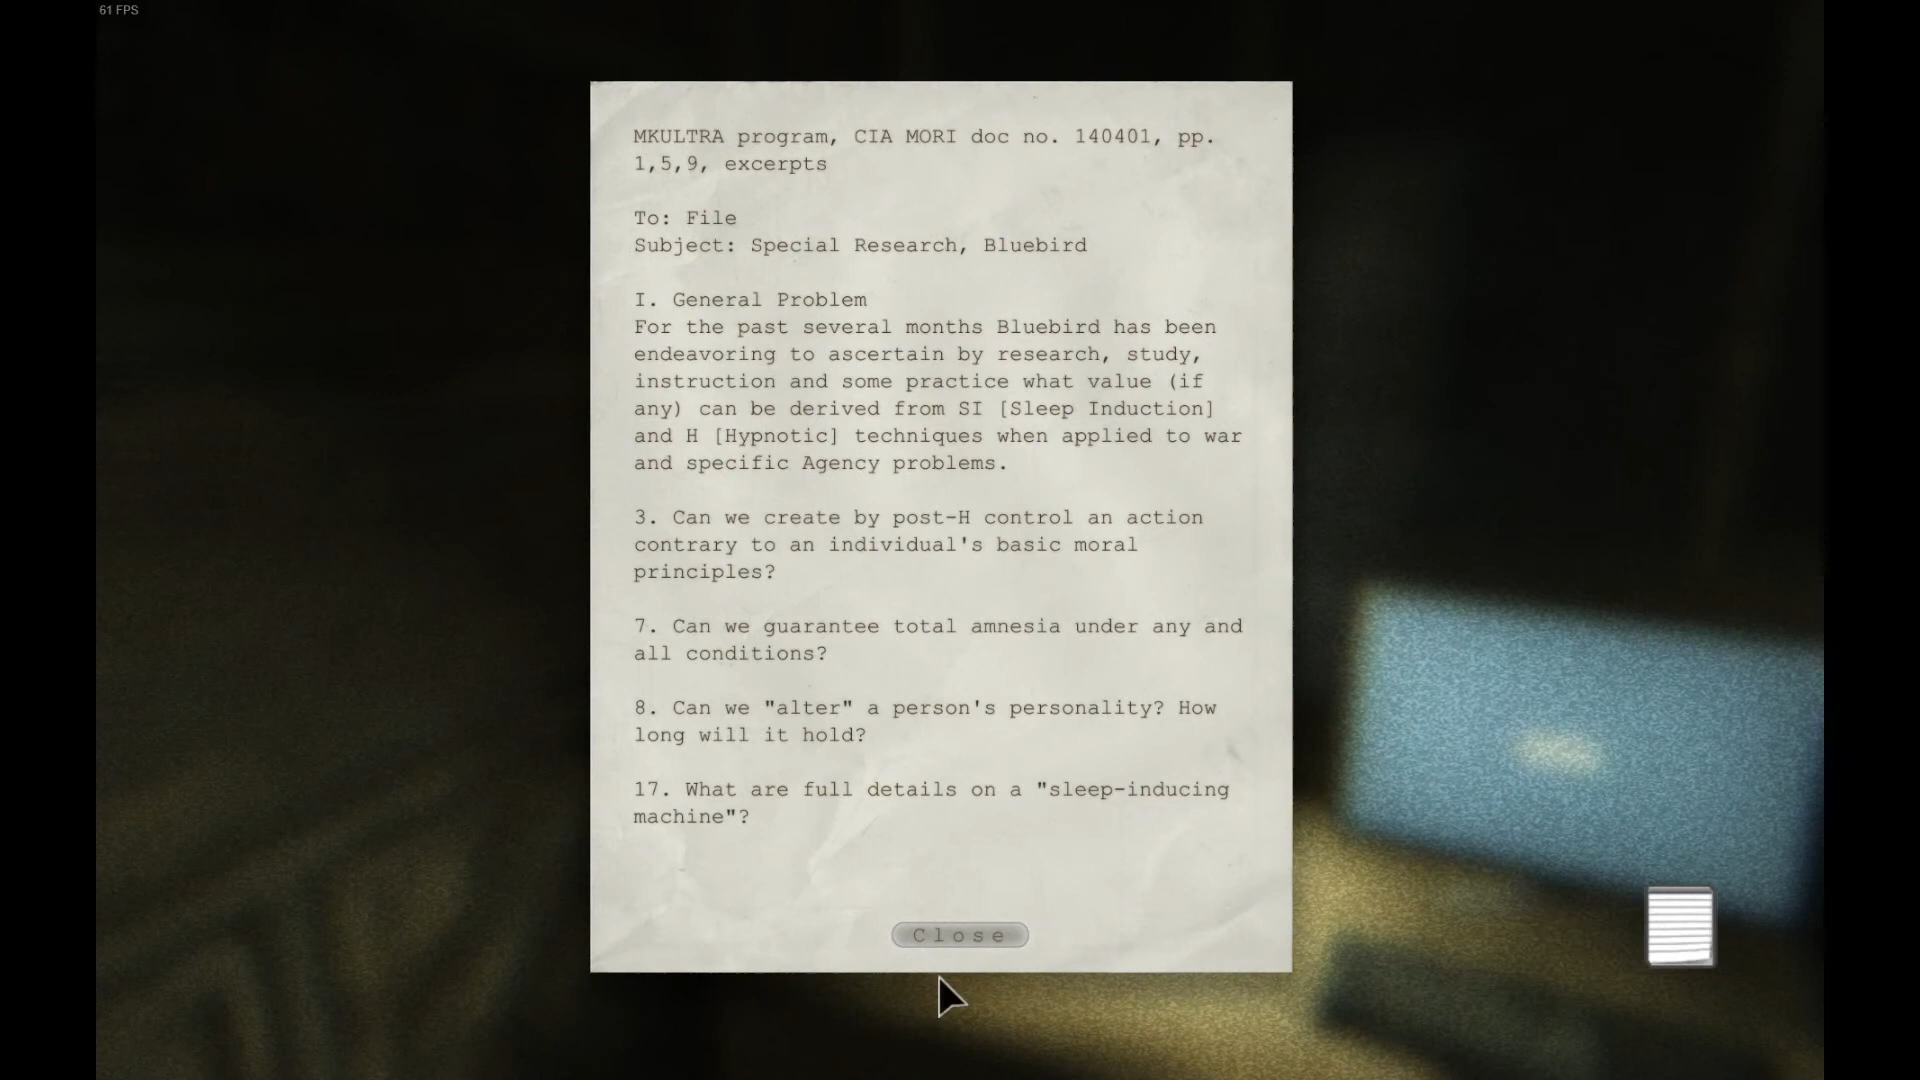 61 FPS
MKULTRA program, CIA MORI doc no. 140401, pp.
1,5,9, excerpts
To: File
Subject: Special Research, Bluebird
I. General Problem
For the past several months Bluebird has been
endeavoring to ascertain by research, study,
instruction and some practice what value (if
any) can be derived from SI [Sleep Induction]
and H [Hypnotic] techniques when applied to war
and specific Agency problems.
3. Can we create by post-H control an action
contrary to an individual's basic moral
principles?
7. Can we guarantee total amnesia under any and
all conditions?
8. Can we "alter" a person's personality? How
long will it hold?
17. What are full details on a "sleep-inducing
machine"?
Close